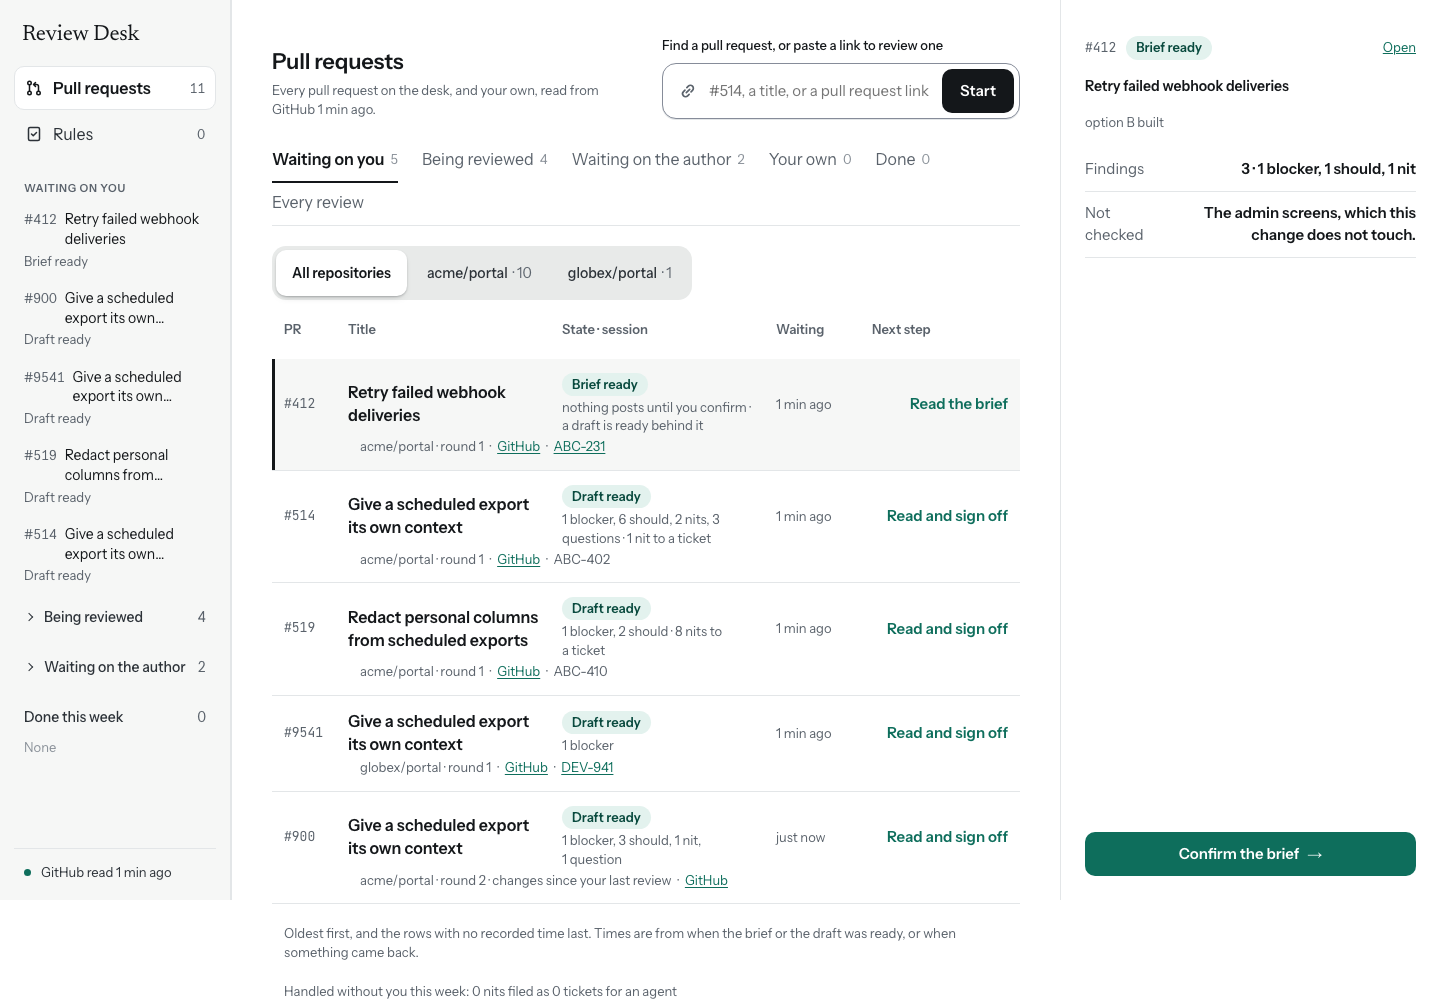 Review Desk
Pull requests 11
Rules 0
WAITING ON YOU
#412 Retry failed webhook
deliveries
Brief ready
#900 Give a scheduled
export its own...
Draft ready
#9541 Give a scheduled
export its own...
Draft ready
#519 Redact personal
columns from...
Draft ready
#514 Give a scheduled
export its own...
Draft ready
Being reviewed 4
Waiting on the author 2
Done this week 0
None
GitHub read 1 min ago
Pull requests
Every pull request on the desk, and your own, read from
GitHub 1 min ago.
Find a pull request, or paste a link to review one
#514, a title, or a pull request link Start
Waiting on you 5 Being reviewed 4 Waiting on the author 2 Your own 0 Done 0
Every review
All repositories acme/portal · 10 globex/portal · 1
PR Title State · session Waiting Next step
#412 Retry failed webhook
deliveries
Brief ready
nothing posts until you confirm ·
a draft is ready behind it
1 min ago
Read the brief
acme/portal · round 1 · GitHub · ABC-231
#514 Give a scheduled export
its own context
Draft ready
1 blocker, 6 should, 2 nits, 3
questions · 1 nit to a ticket
1 min ago
Read and sign off
acme/portal · round 1 · GitHub · ABC-402
#519 Redact personal columns
from scheduled exports
Draft ready
1 blocker, 2 should · 8 nits to
a ticket
1 min ago
Read and sign off
acme/portal · round 1 · GitHub · ABC-410
#9541 Give a scheduled export
its own context
Draft ready
1 blocker
1 min ago
Read and sign off
globex/portal · round 1 · GitHub · DEV-941
#900 Give a scheduled export
its own context
Draft ready
1 blocker, 3 should, 1 nit,
1 question
just now
Read and sign off
acme/portal · round 2 · changes since your last review · GitHub
Oldest first, and the rows with no recorded time last. Times are from when the brief or the draft was ready, or when
something came back.
Handled without you this week: 0 nits filed as 0 tickets for an agent
#412 Brief ready Open
Retry failed webhook deliveries
option B built
Findings 3 · 1 blocker, 1 should, 1 nit
Not
checked
The admin screens, which this
change does not touch.
Confirm the brief →